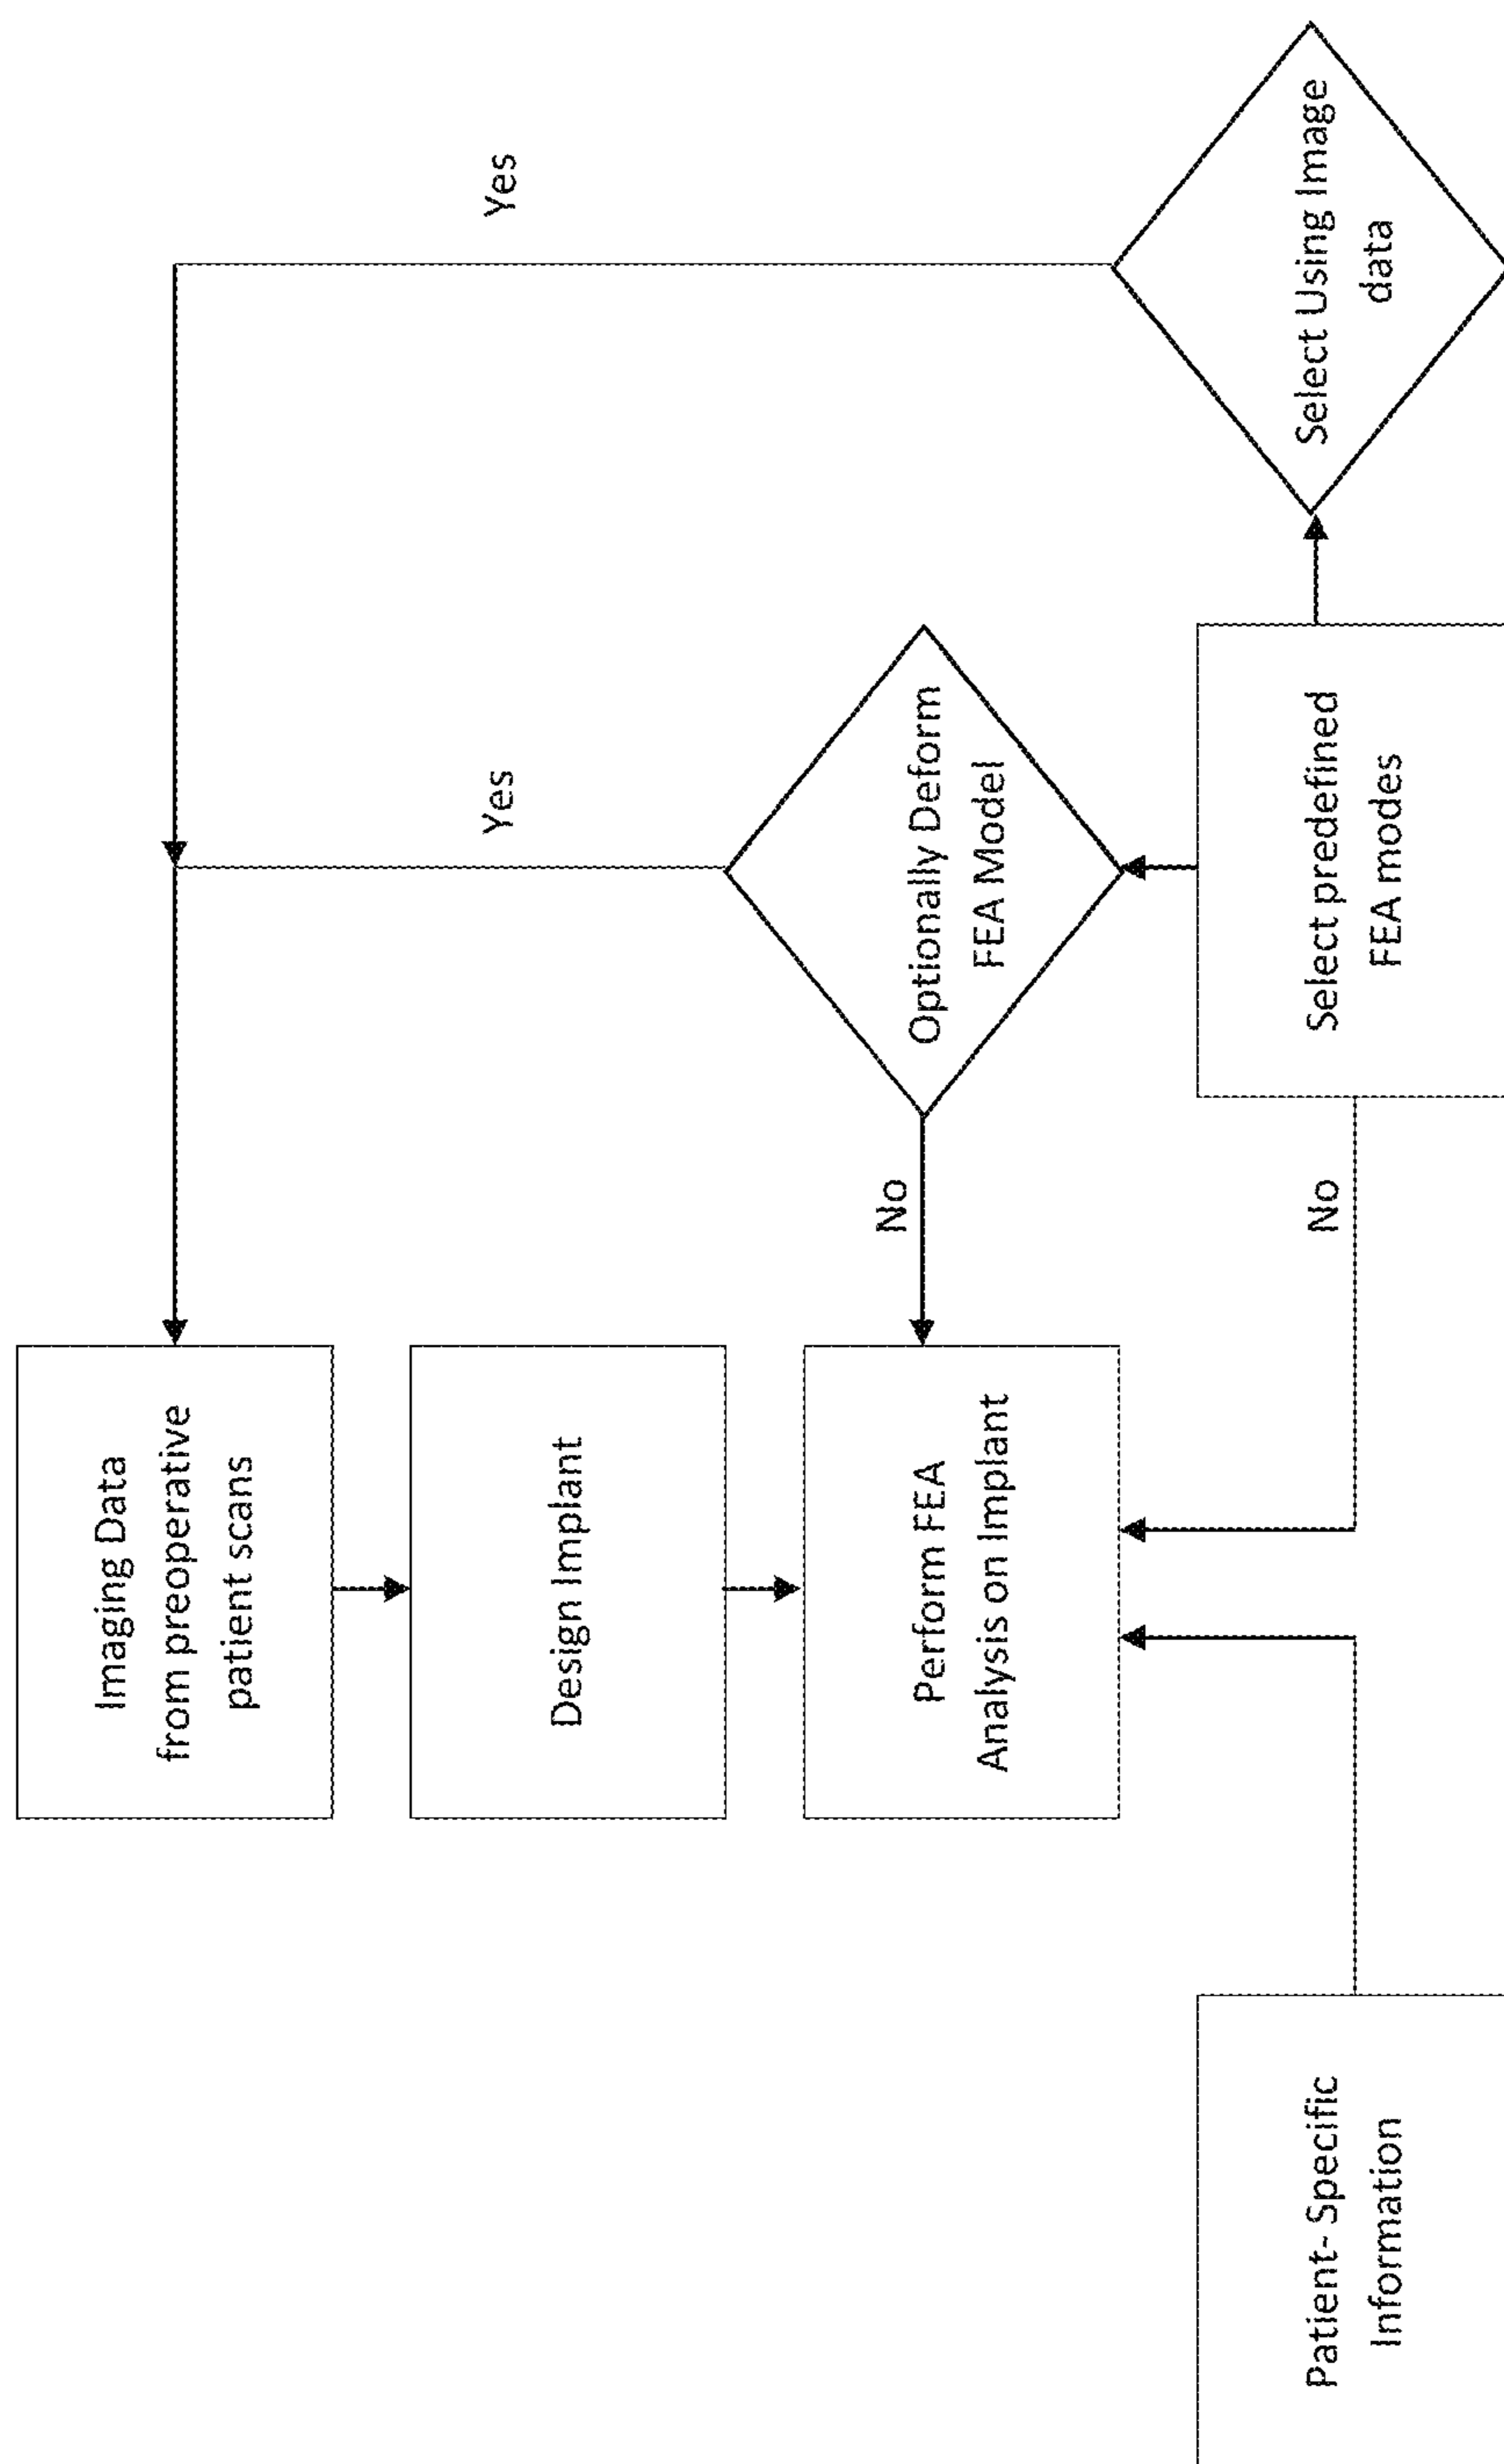 Imaging Data
from preoperative
patient scans
Yes
Yes
Design Implant
Perform FEA
Analysis on Implant
No
Optionally Deform
FEA Model
Patient- Specific
Information
No
Select predefined
FEA modes
Select Using Image
data